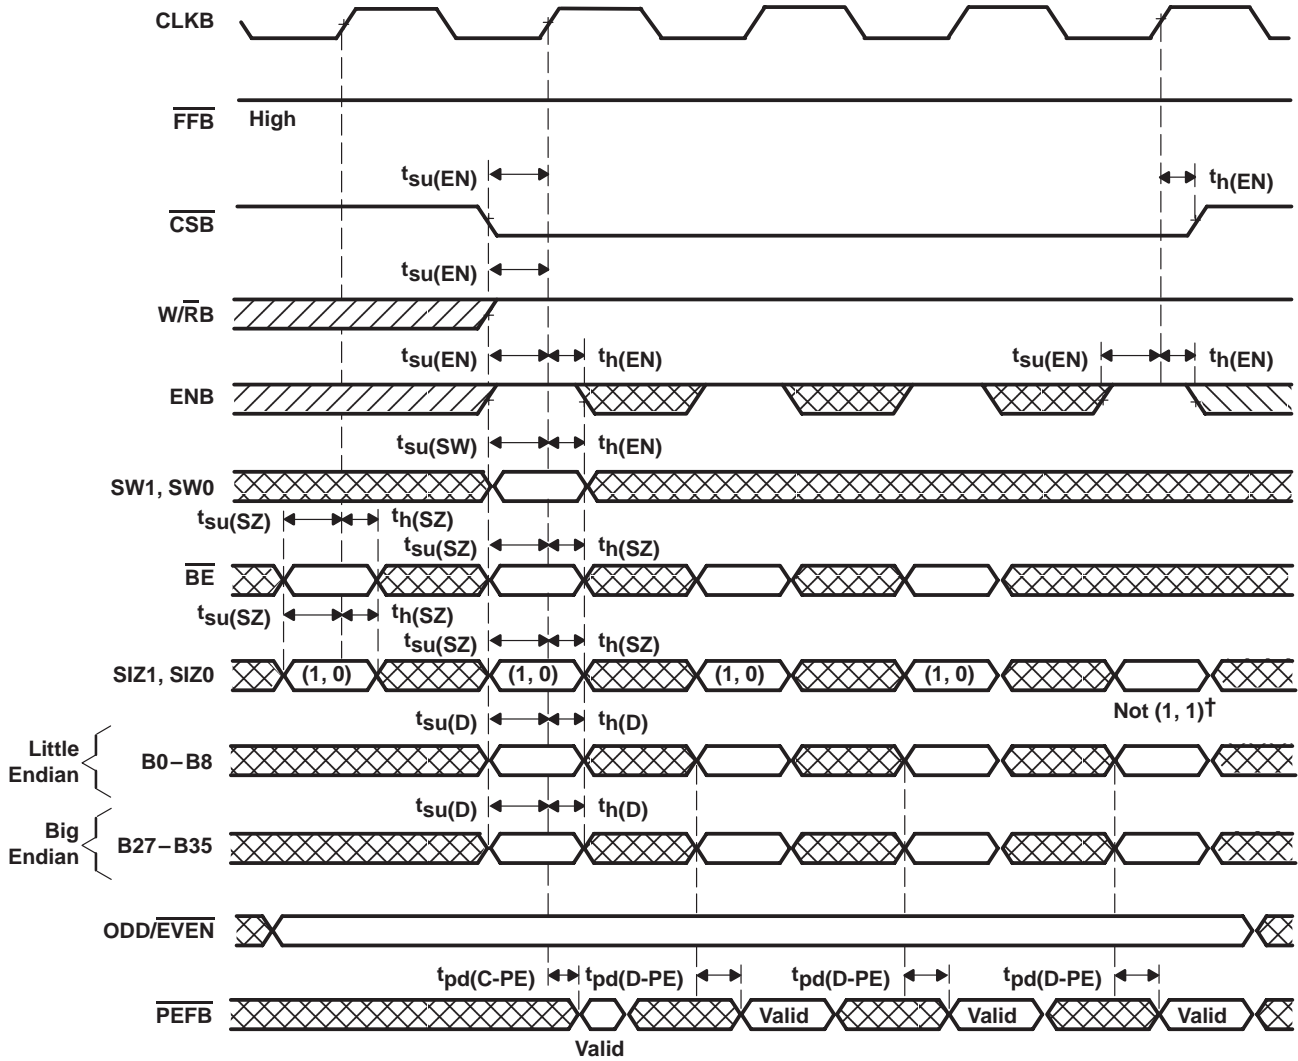 CLKB
FFB
High
tsu(EN)
th(EN)
CSB
tsu(EN)
W/RB
tsu(EN) th(EN) tsu(EN) th(EN)
ENB
tsu(SW) th(EN)
SW1, SW0
tsu(SZ) th(SZ)
tsu(SZ) th(SZ)
BE
tsu(SZ) th(SZ)
tsu(SZ) th(SZ)
SIZ1, SIZ0 (1, 0) (1, 0) (1, 0) (1, 0)
Not (1, 1)†
tsu(D) th(D)
Little
Endian
B0–B8
tsu(D) th(D)
Big
Endian
B27–B35
ODD/EVEN
tpd(C-PE) tpd(D-PE) tpd(D-PE) tpd(D-PE)
PEFB Valid Valid Valid
Valid